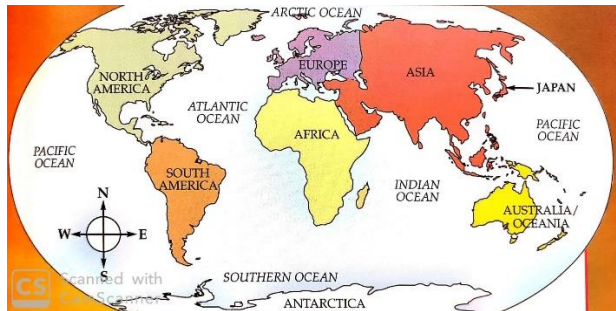 ARCTIC OCEAN
NORTH
AMERICA
EUROPE
ASIA
JAPAN
ATLANTIC
OCEAN
AFRICA
PACIFIC
OCEAN
PACIFIC
OCEAN
SOUTH
AMERICA
INDIAN
OCEAN
AUSTRALIA/
OCEANIA
N
W E
S
SOUTHERN OCEAN
ANTARCTICA
CS Scanned with
CamScanner